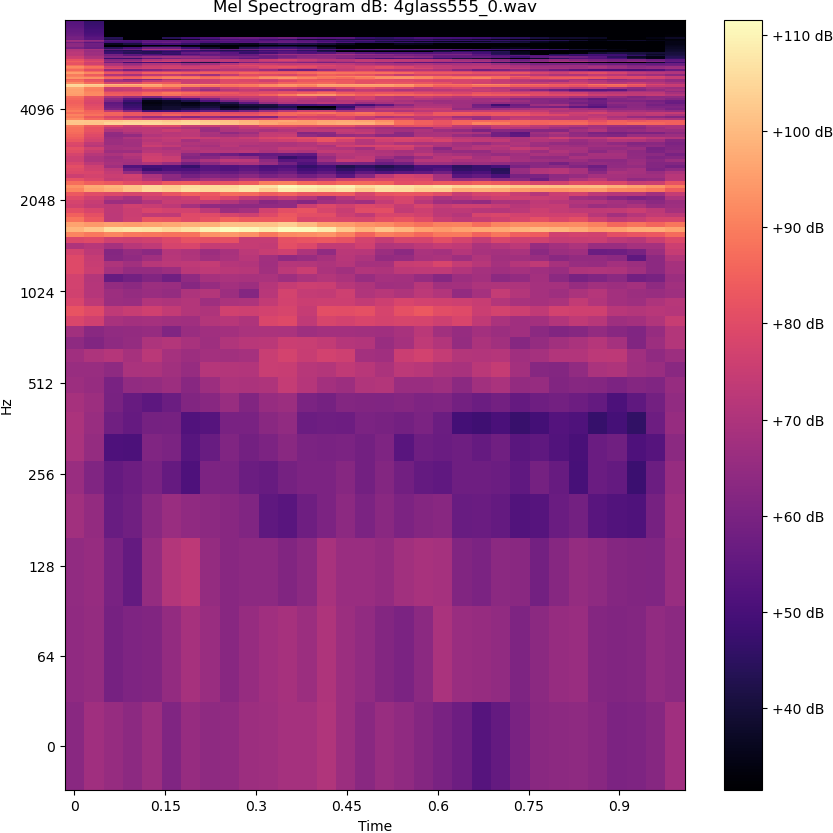 Mel Spectrogram dB: 4glass555_0.wav
4096
2048
1024
512
256
128
64
0
Hz
0 0.15 0.3 0.45 0.6 0.75 0.9
Time
+110 dB
+100 dB
+90 dB
+80 dB
+70 dB
+60 dB
+50 dB
+40 dB